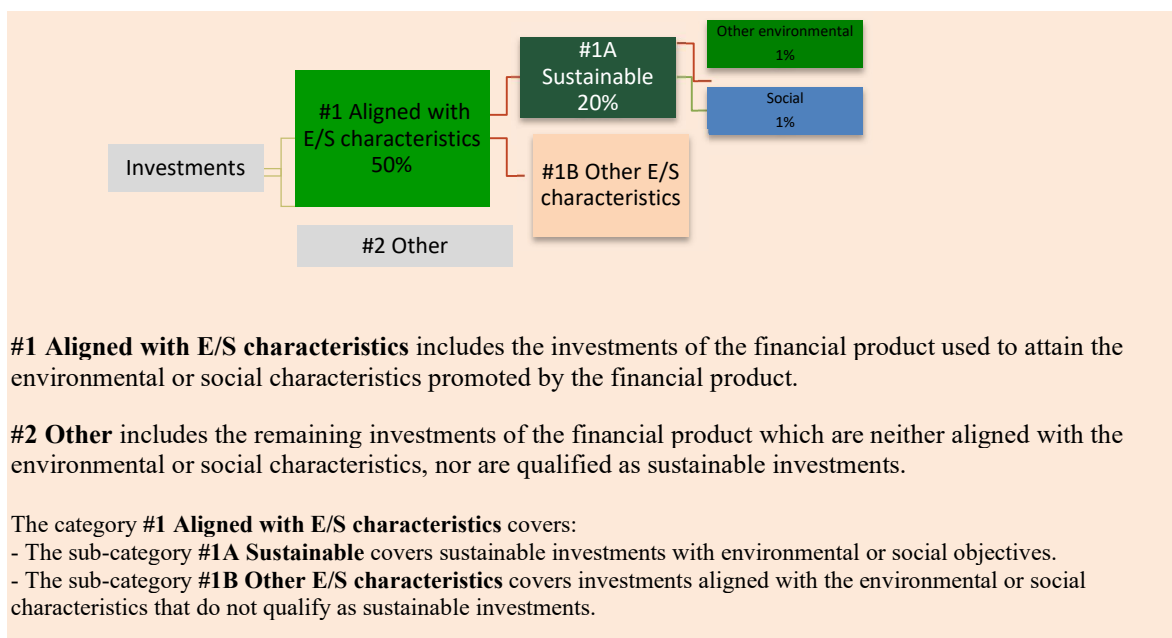 Other environmental
1%
#1A
Sustainable
20%
Social
1%
#1 Aligned with
E/S characteristics
50%
Investments
#1B Other E/S
characteristics
#2 Other
#1 Aligned with E/S characteristics includes the investments of the financial product used to attain the
environmental or social characteristics promoted by the financial product.
#2 Other includes the remaining investments of the financial product which are neither aligned with the
environmental or social characteristics, nor are qualified as sustainable investments.
The category #1 Aligned with E/S characteristics covers:
- The sub-category #1A Sustainable covers sustainable investments with environmental or social objectives.
- The sub-category #1B Other E/S characteristics covers investments aligned with the environmental or social
characteristics that do not qualify as sustainable investments.